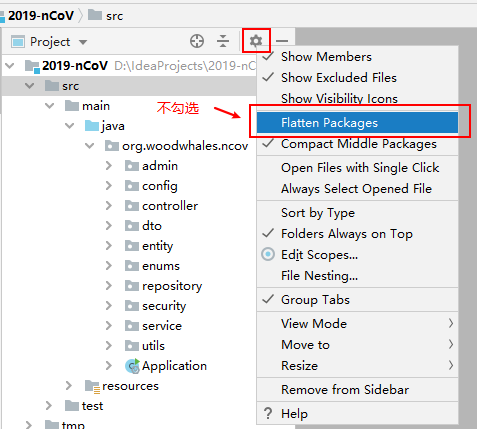 2019-nCoV > src
Project
2019-nCoV D:\IdeaProjects\2019-nC
src
main
java
org.woodwhales.ncov
admin
config
controller
dto
entity
enums
repository
security
service
utils
Application
resources
test
tmp
不勾选
Show Members
Show Excluded Files
Show Visibility Icons
Flatten Packages
Compact Middle Packages
Open Files with Single Click
Always Select Opened File
Sort by Type
Folders Always on Top
Edit Scopes...
File Nesting...
Group Tabs
View Mode
Move to
Resize
Remove from Sidebar
? Help